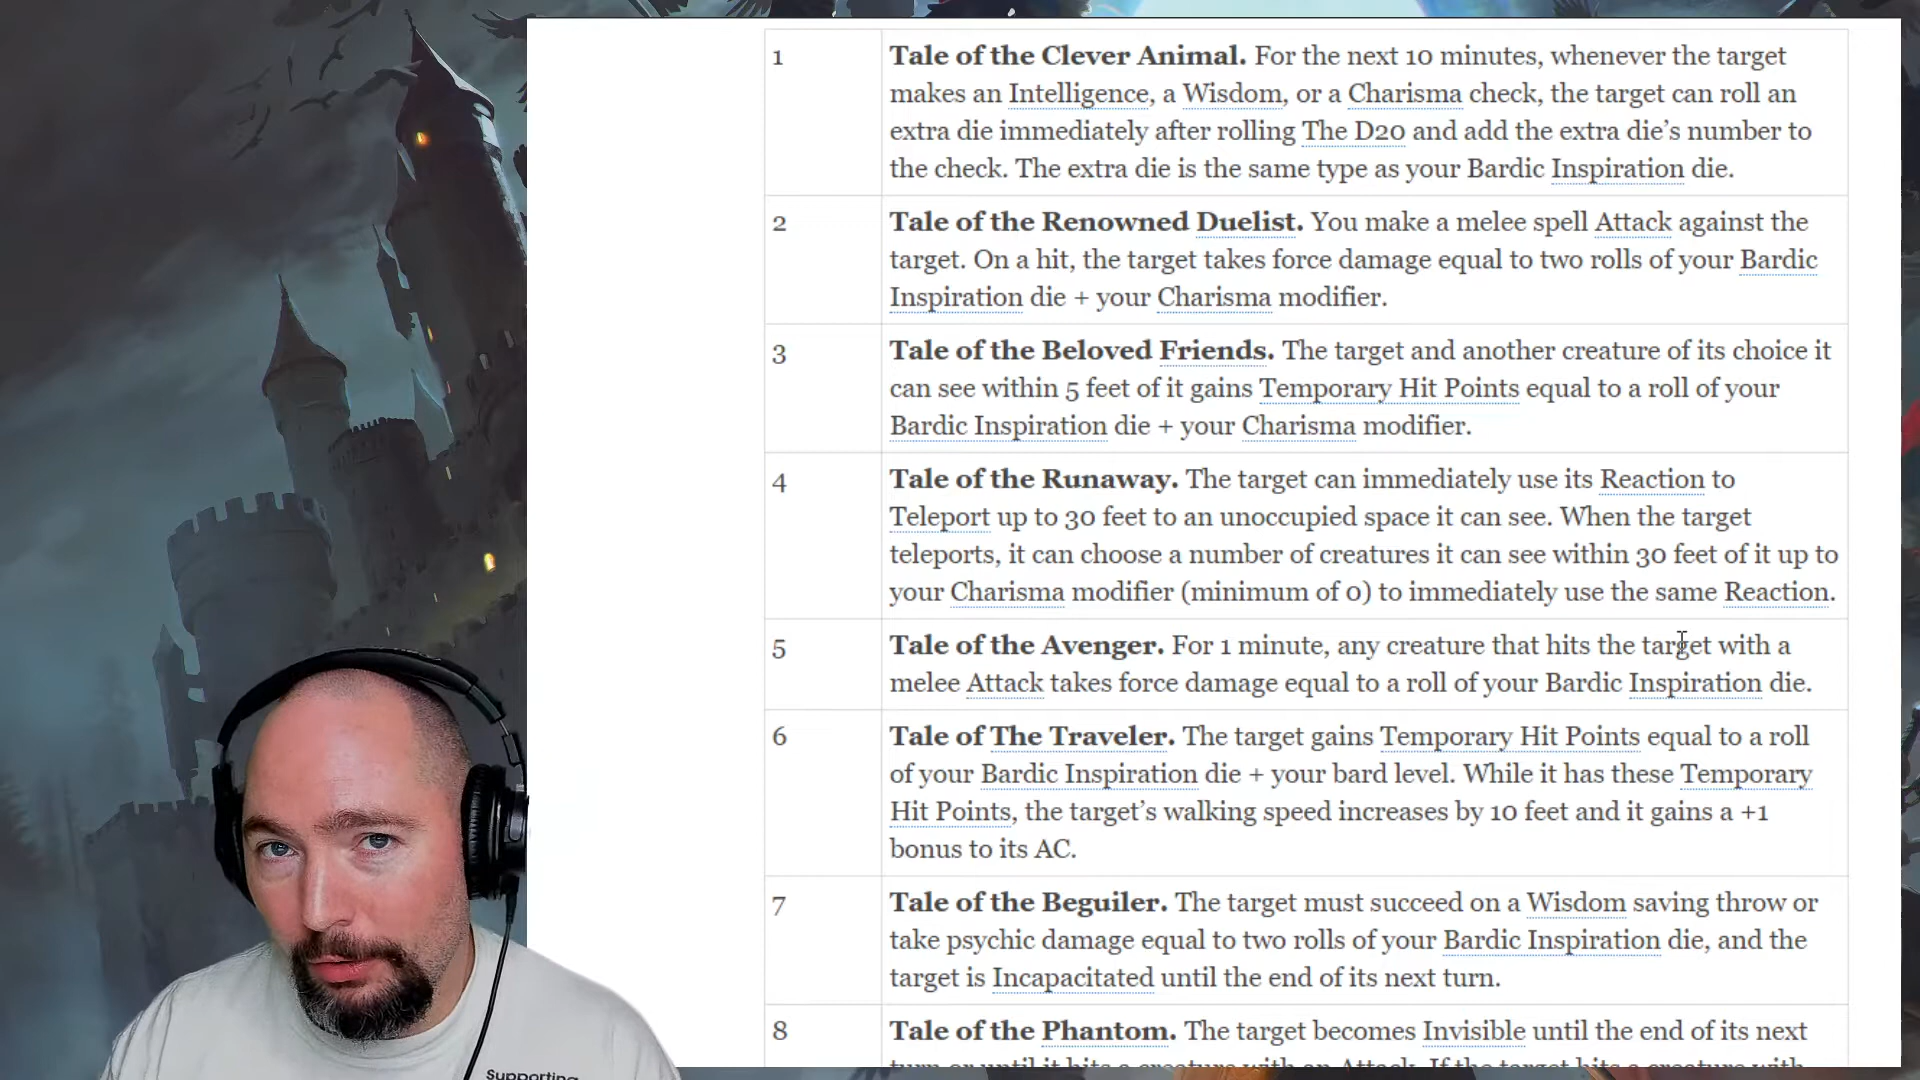 1
Tale of the Clever Animal. For the next 10 minutes, whenever the target
makes an Intelligence, a Wisdom, or a Charisma check, the target can roll an
extra die immediately after rolling The D20 and add the extra die’s number to
the check. The extra die is the same type as your Bardic Inspiration die.
2
Tale of the Renowned Duelist. You make a melee spell Attack against the
target. On a hit, the target takes force damage equal to two rolls of your Bardic
Inspiration die + your Charisma modifier.
3
Tale of the Beloved Friends. The target and another creature of its choice it
can see within 5 feet of it gains Temporary Hit Points equal to a roll of your
Bardic Inspiration die + your Charisma modifier.
4
Tale of the Runaway. The target can immediately use its Reaction to
Teleport up to 30 feet to an unoccupied space it can see. When the target
teleports, it can choose a number of creatures it can see within 30 feet of it up to
your Charisma modifier (minimum of 0) to immediately use the same Reaction.
5
Tale of the Avenger. For 1 minute, any creature that hits the target with a
melee Attack takes force damage equal to a roll of your Bardic Inspiration die.
6
Tale of The Traveler. The target gains Temporary Hit Points equal to a roll
of your Bardic Inspiration die + your bard level. While it has these Temporary
Hit Points, the target’s walking speed increases by 10 feet and it gains a +1
bonus to its AC.
7
Tale of the Beguiler. The target must succeed on a Wisdom saving throw or
take psychic damage equal to two rolls of your Bardic Inspiration die, and the
target is Incapacitated until the end of its next turn.
8
Tale of the Phantom. The target becomes Invisible until the end of its next
turn or until it hits a creature with an Attack. If the target hits a creature with
Supporting